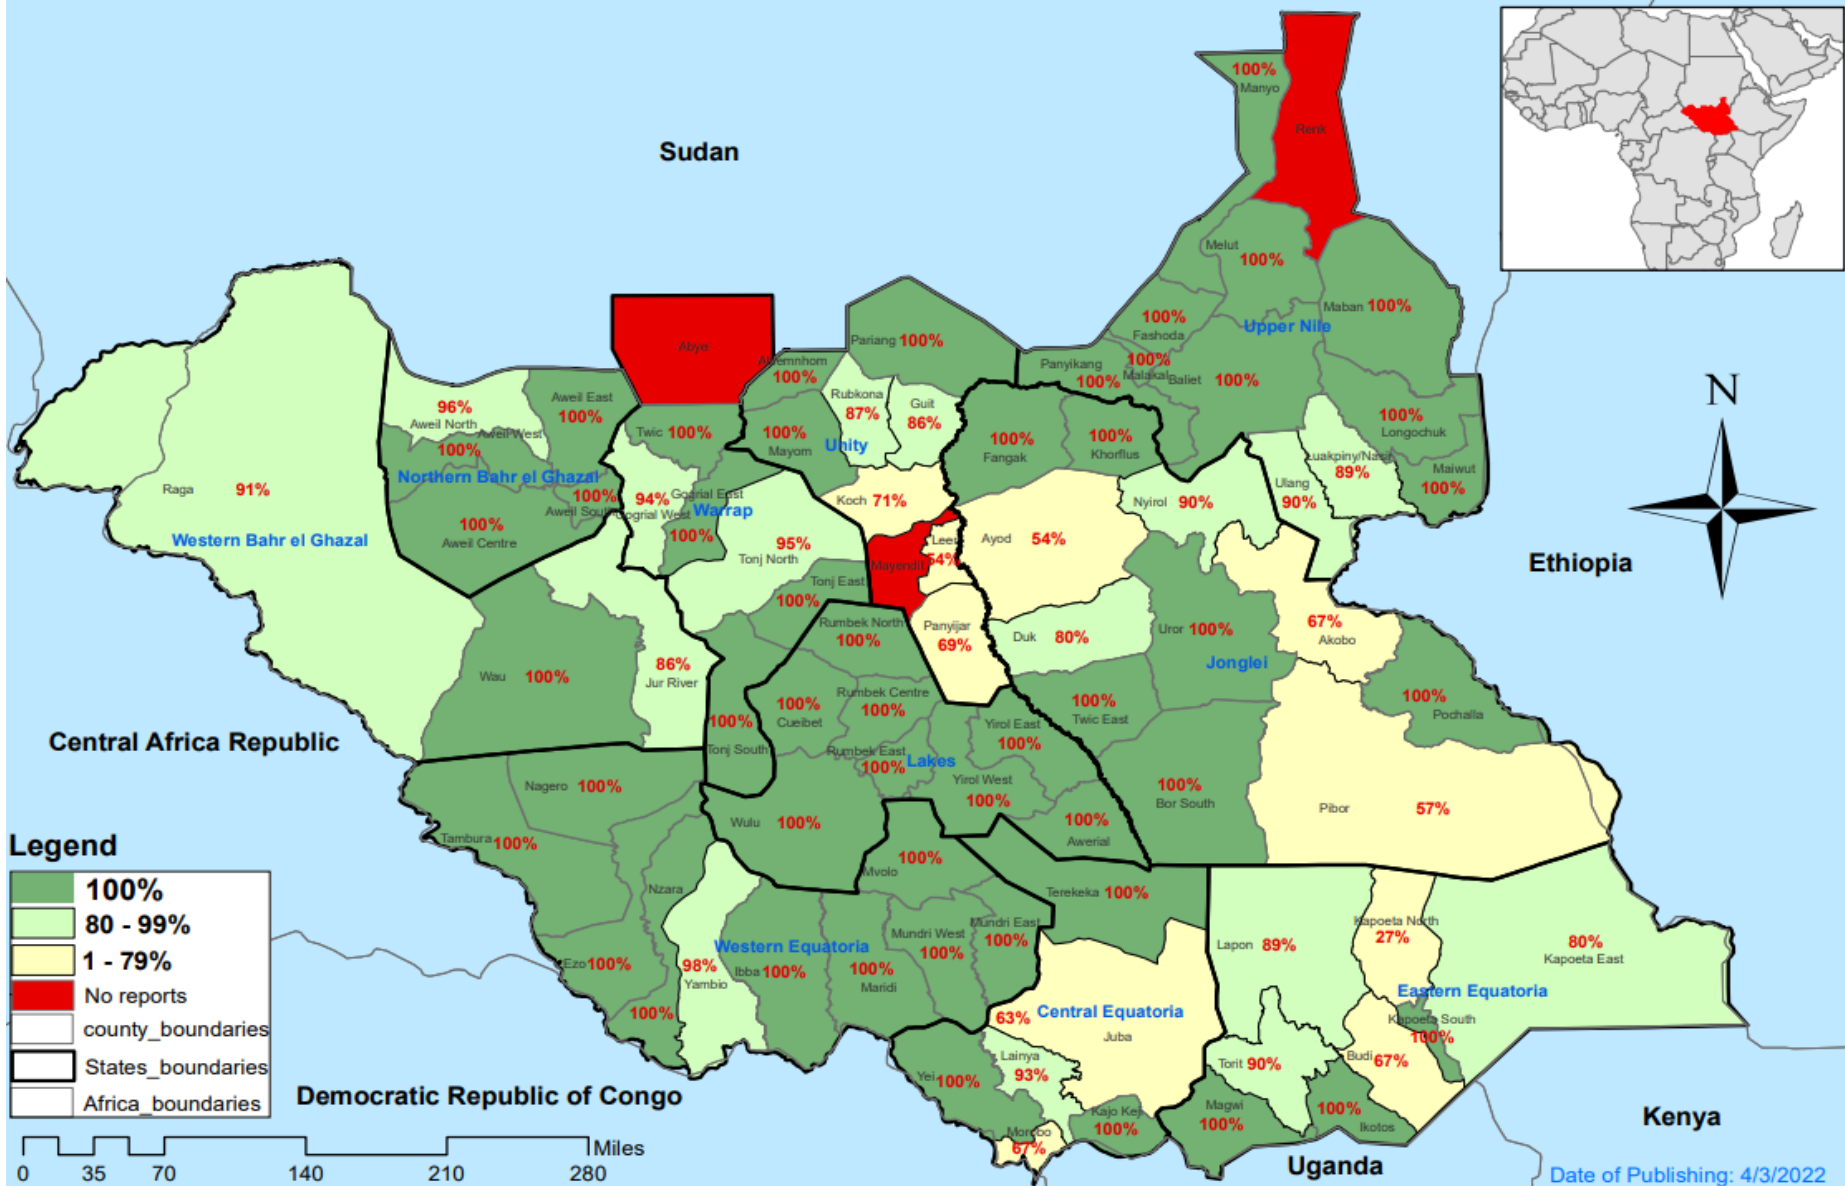 Sudan
100%
Manyo
Renk
Melut
100%
Maban 100%
100%
Fashoda
Upper Nile
Abyei
Pariang 100%
Abiemnhom
100%
Panyikang
100%
100%
Malakal
Baliet 100%
Rubkona
87%
Guit
86%
96%
Aweil North
Aweil West
100%
Aweil East
100%
Northern Bahr el Ghazal
100%
Aweil South
100%
Aweil Centre
Twic 100%
100%
Mayom
Unity
100%
Fangak
100%
Khorflus
100%
Longochuk
Maiwut
100%
Luakpiny/Nasir
89%
Ulang
90%
Nyirol 90%
N
Raga 91%
Western Bahr el Ghazal
94%
Gogrial West
Gogrial East
100%
Warrap
95%
Tonj North
Koch 71%
Mayendit
Leer
54%
Ayod 54%
Ethiopia
Tonj East
100%
Rumbek North
100%
Panyijar
69%
Duk 80%
Uror 100%
Jonglei
67%
Akobo
100%
Pochalla
Wau 100%
86%
Jur River
100%
Tonj South
100%
Cueibet
Rumbek Centre
100%
Rumbek East
100%
Lakes
Yirol East
100%
Yirol West
100%
100%
Awerial
100%
Twic East
100%
Bor South
Pibor 57%
Central Africa Republic
Nagero 100%
Tambura 100%
Wulu 100%
100%
Mvolo
Terekeka 100%
Nzara
100%
Ezo 100%
98%
Yambio
Western Equatoria
Ibba 100%
100%
Maridi
Mundri West
100%
Mundri East
100%
Lapon 89%
Kapoeta North
27%
80%
Kapoeta East
Eastern Equatoria
Kapoeta South
100%
63% Central Equatoria
Juba
Lainya
93%
Yei 100%
Morobo
67%
Kajo Keji
100%
Torit 90%
Magwi
100%
100%
Ikotos
Budi 67%
Democratic Republic of Congo
Uganda
Kenya
Legend
100%
80 - 99%
1 - 79%
No reports
county_boundaries
States_boundaries
Africa_boundaries
0 35 70 140 210 280
Miles
Date of Publishing: 4/3/2022